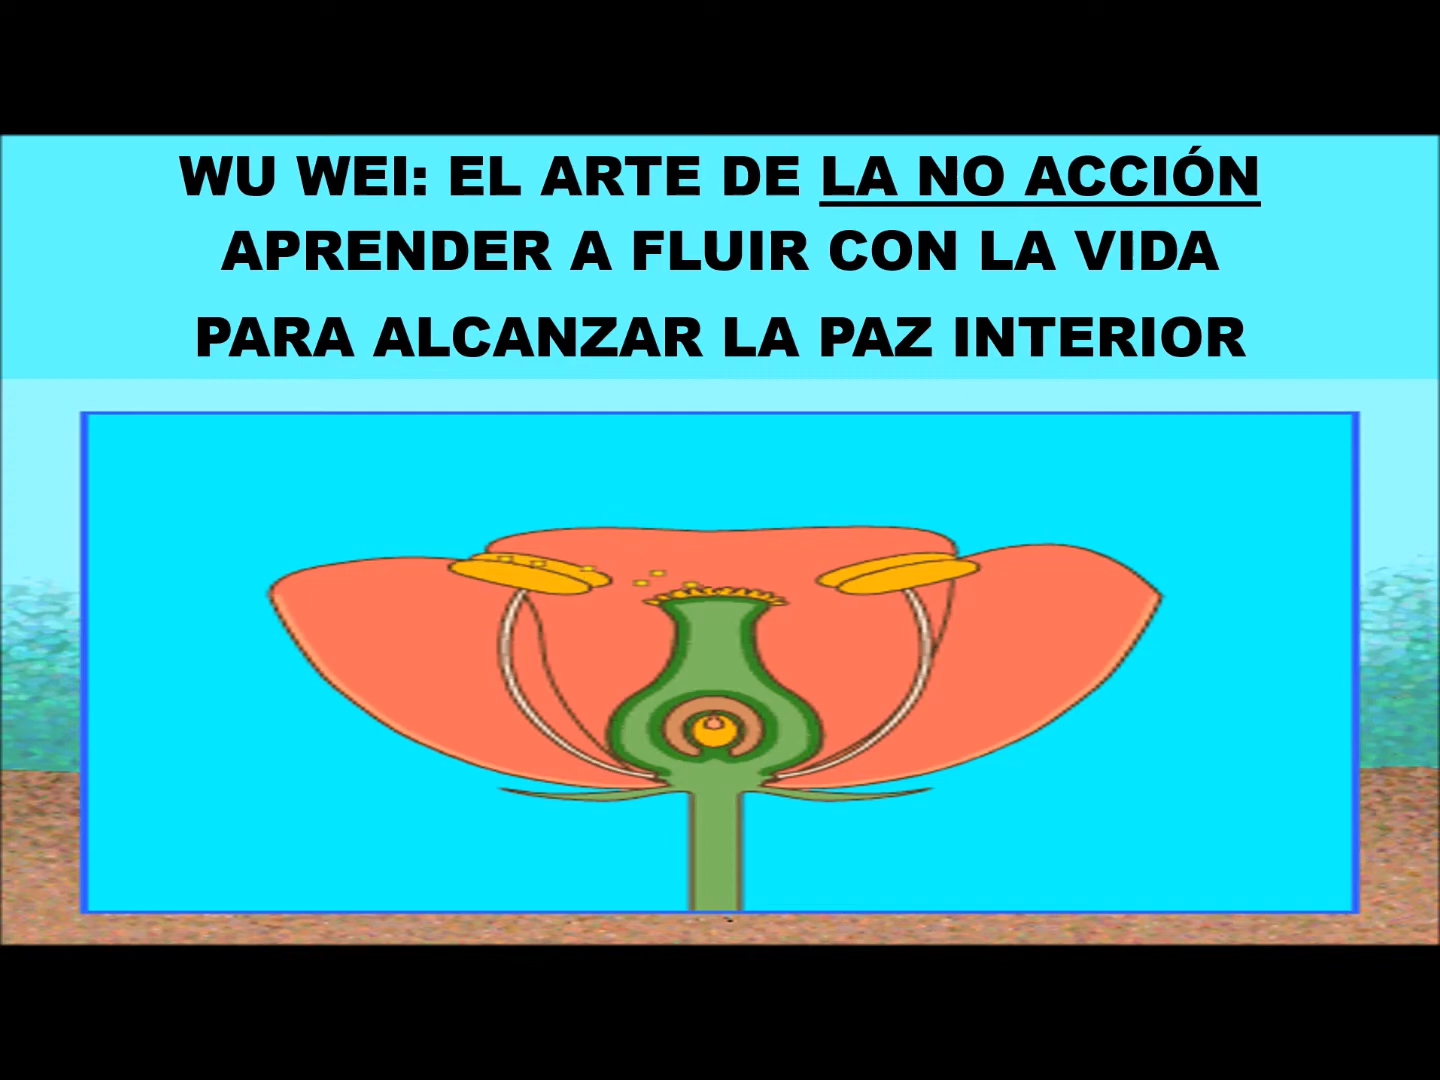 WU WEI: EL ARTE DE LA NO ACCIÓN
APRENDER A FLUIR CON LA VIDA
PARA ALCANZAR LA PAZ INTERIOR